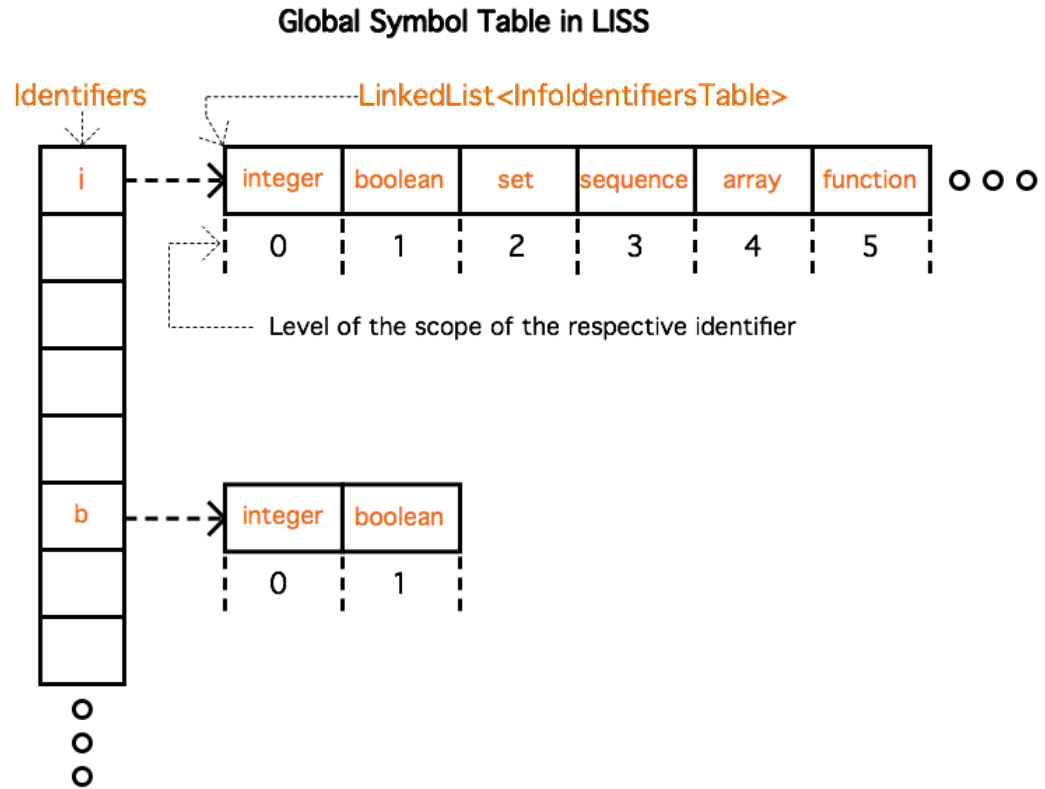 Global Symbol Table in LISS
Identifiers
LinkedList<InfoIdentifiersTable>
i
integer boolean set sequence array function
0 1 2 3 4 5
Level of the scope of the respective identifier
b
integer boolean
0 1